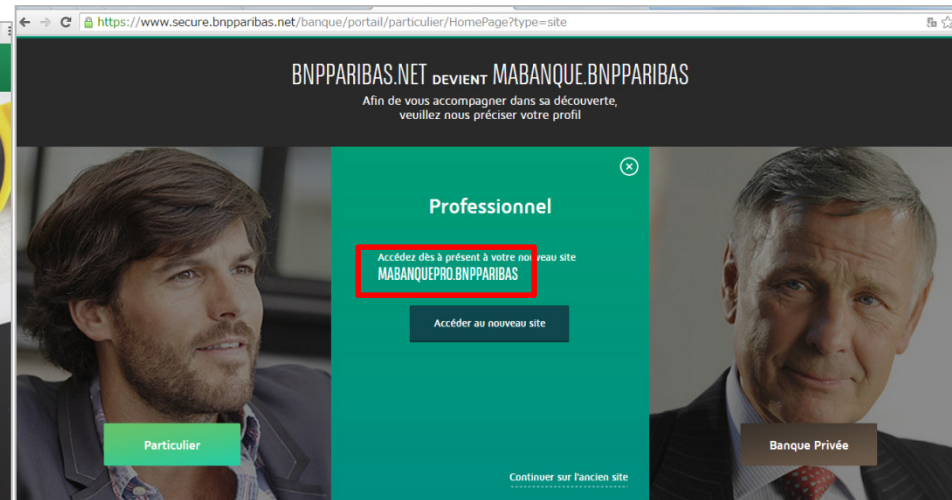 https://www.secure.bnpparibas.net/banque/portail/particulier/HomePage?type=site
BNPPARIBAS.NET DEVIENT MABANQUE.BNPPARIBAS
Afin de vous accompagner dans sa découverte,
veuillez nous préciser votre profil
Professionnel
Accédez dès à présent à votre nouveau site
MABANQUEPRO.BNPPARIBAS
Accéder au nouveau site
Particulier
Banque Privée
Continuer sur l'ancien site